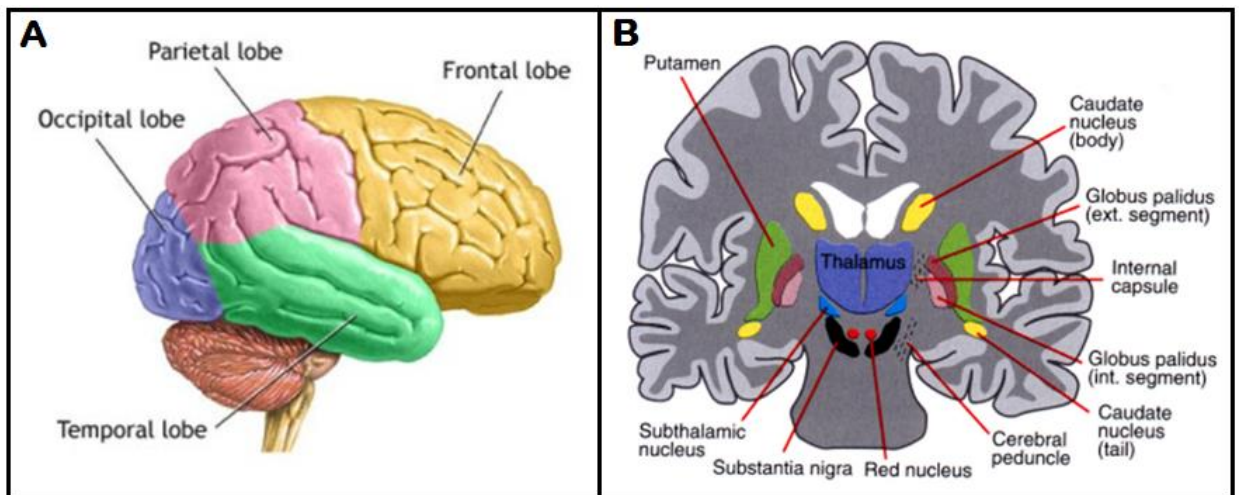 A
Parietal lobe
Frontal lobe
Occipital lobe
Temporal lobe
B
Putamen
Caudate
nucleus
(body)
Globus palidus
(ext. segment)
Thalamus
Internal
capsule
Globus palidus
(int. segment)
Caudate
nucleus
(tail)
Subthalamic
nucleus
Substantia nigra
Red nucleus
Cerebral
peduncle